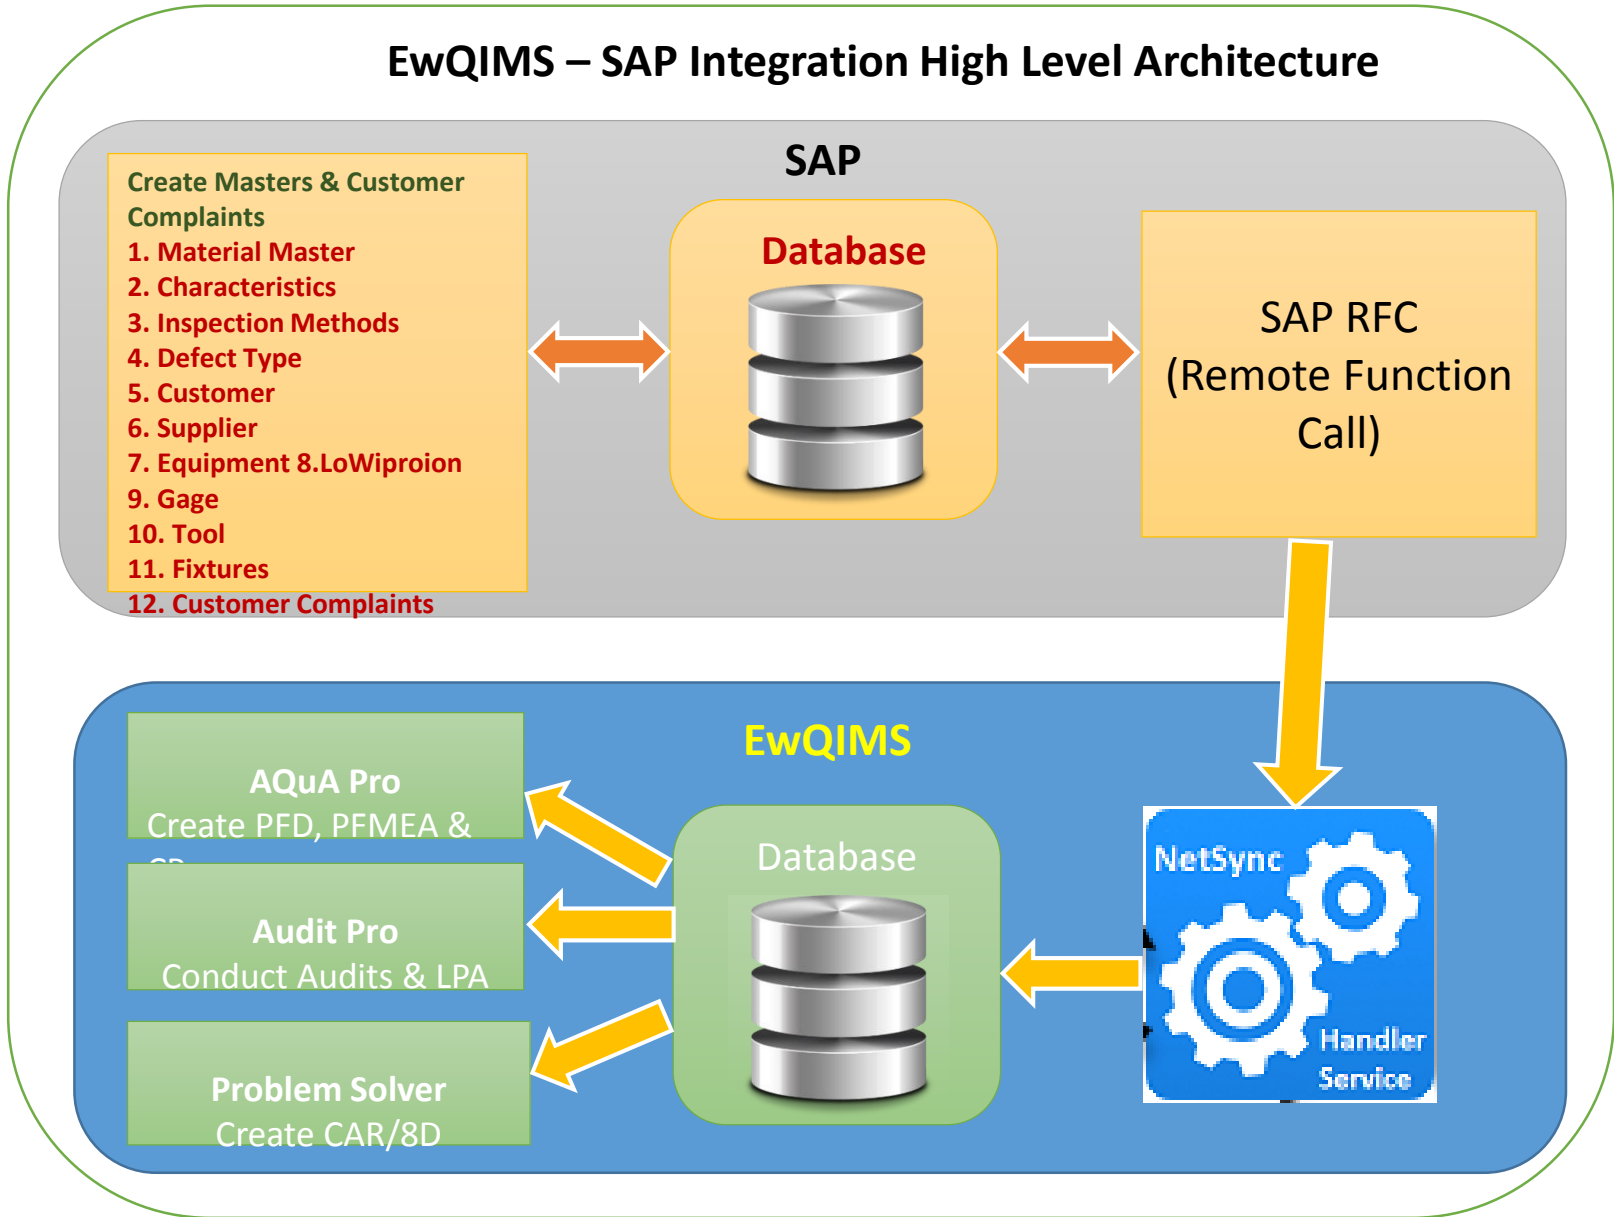 EwQIMS – SAP Integration High Level Architecture
SAP
Create Masters & Customer
Complaints
1. Material Master
2. Characteristics
3. Inspection Methods
4. Defect Type
5. Customer
6. Supplier
7. Equipment 8.LoWiproion
9. Gage
10. Tool
11. Fixtures
12. Customer Complaints
Database
SAP RFC
(Remote Function
Call)
EwQIMS
AQuA Pro
Create PFD, PFMEA &
Audit Pro
Conduct Audits & LPA
Problem Solver
Create CAR/8D
Database
NetSync
Handler
Service